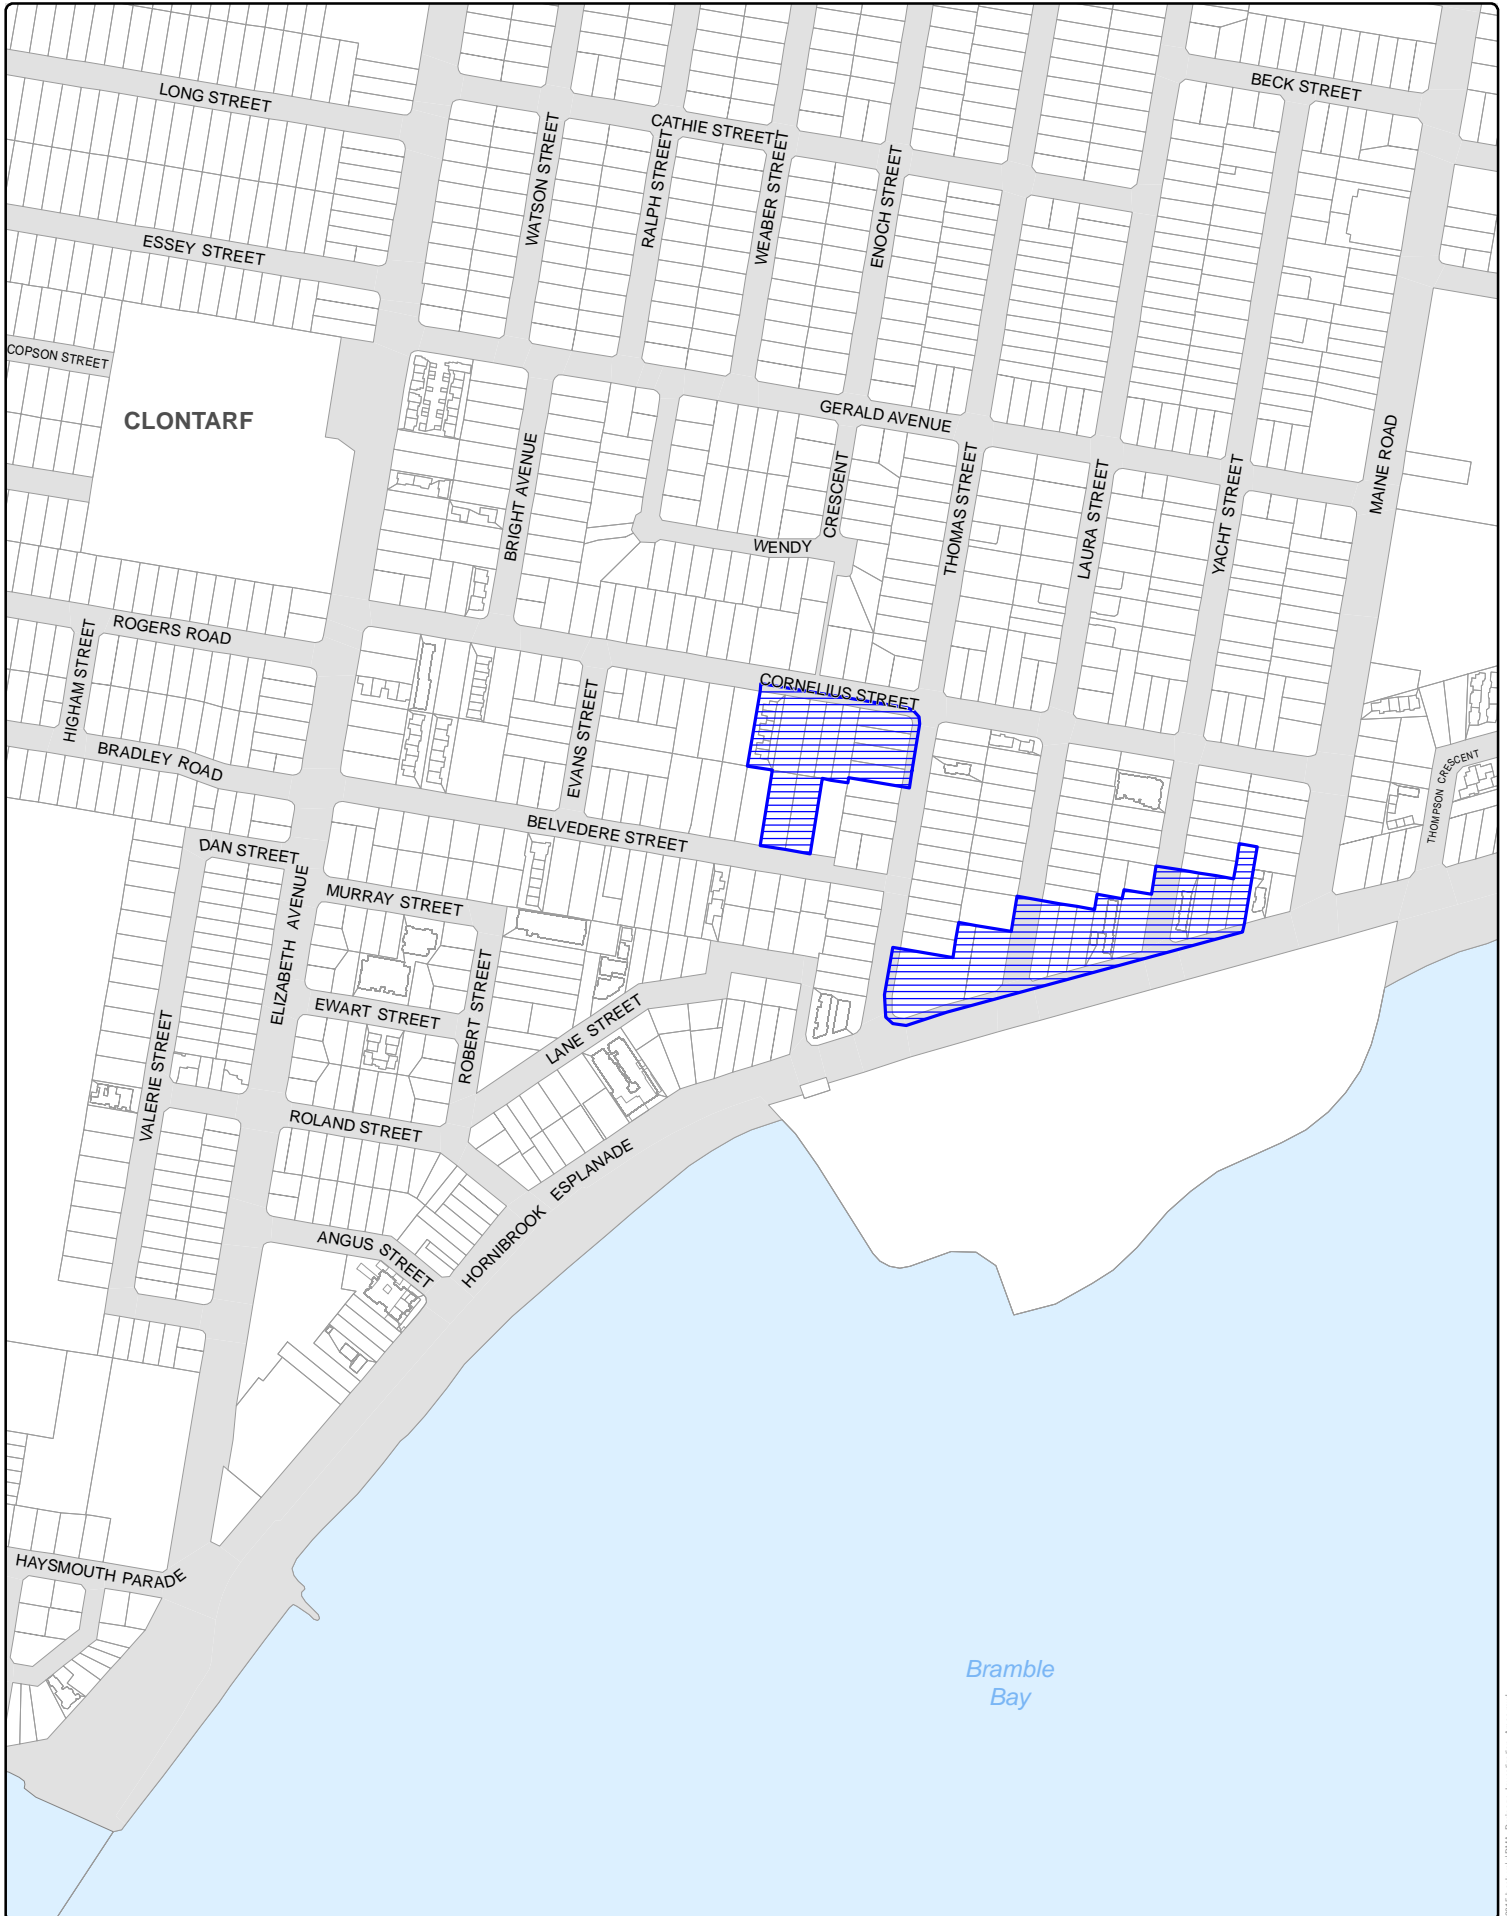 BECK STREET
LONG STREET
CATHIE STREET
WATSON STREET
RALPH STREET
WEABER STREET
ENOCH STREET
ESSEY STREET
COPSON STREET
CLONTARF
GERALD AVENUE
MAINE ROAD
BRIGHT AVENUE
CRESCENT
WENDY
THOMAS STREET
LAURA STREET
YACHT STREET
ROGERS ROAD
HIGHAM STREET
CORNELIUS STREET
EVANS STREET
BRADLEY ROAD
THOMPSON CRESCENT
BELVEDERE STREET
DAN STREET
MURRAY STREET
ELIZABETH AVENUE
EWART STREET
ROBERT STREET
LANE STREET
VALERIE STREET
ROLAND STREET
HORNIBROOK ESPLANADE
ANGUS STREET
HAYSMOUTH PARADE
Bramble
Bay